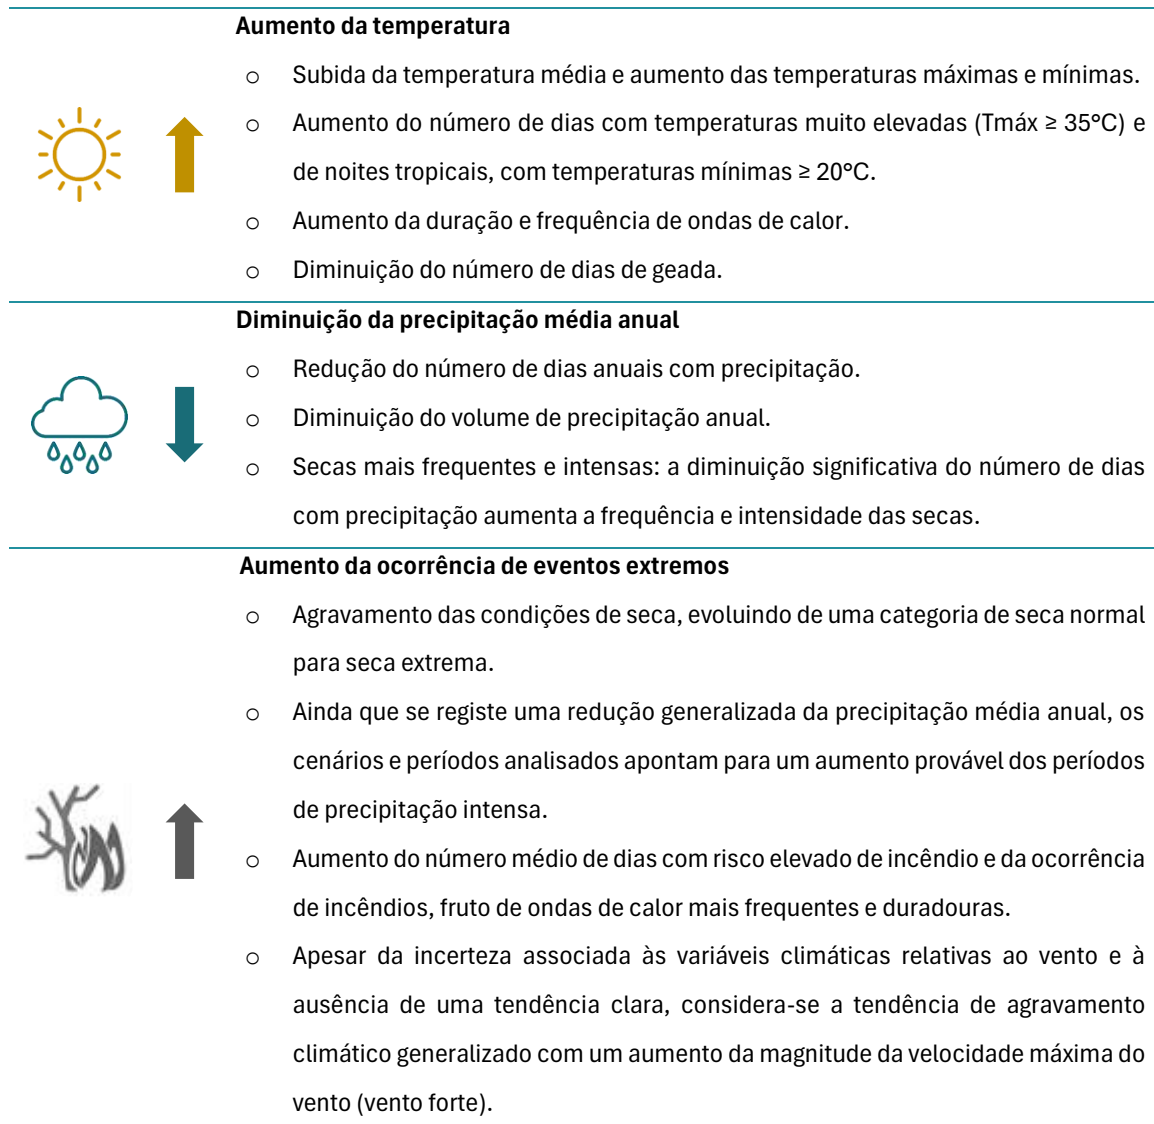 Aumento da temperatura
o Subida da temperatura média e aumento das temperaturas máximas e mínimas.
o Aumento do número de dias com temperaturas muito elevadas (Tmáx ≥ 35°C) e
de noites tropicais, com temperaturas mínimas ≥ 20°C.
o Aumento da duração e frequência de ondas de calor.
o Diminuição do número de dias de geada.
Diminuição da precipitação média anual
o Redução do número de dias anuais com precipitação.
o Diminuição do volume de precipitação anual.
o Secas mais frequentes e intensas: a diminuição significativa do número de dias
com precipitação aumenta a frequência e intensidade das secas.
Aumento da ocorrência de eventos extremos
o Agravamento das condições de seca, evoluindo de uma categoria de seca normal
para seca extrema.
o Ainda que se registe uma redução generalizada da precipitação média anual, os
cenários e períodos analisados apontam para um aumento provável dos períodos
de precipitação intensa.
o Aumento do número médio de dias com risco elevado de incêndio e da ocorrência
de incêndios, fruto de ondas de calor mais frequentes e duradouras.
o Apesar da incerteza associada às variáveis climáticas relativas ao vento e à
ausência de uma tendência clara, considera-se a tendência de agravamento
climático generalizado com um aumento da magnitude da velocidade máxima do
vento (vento forte).